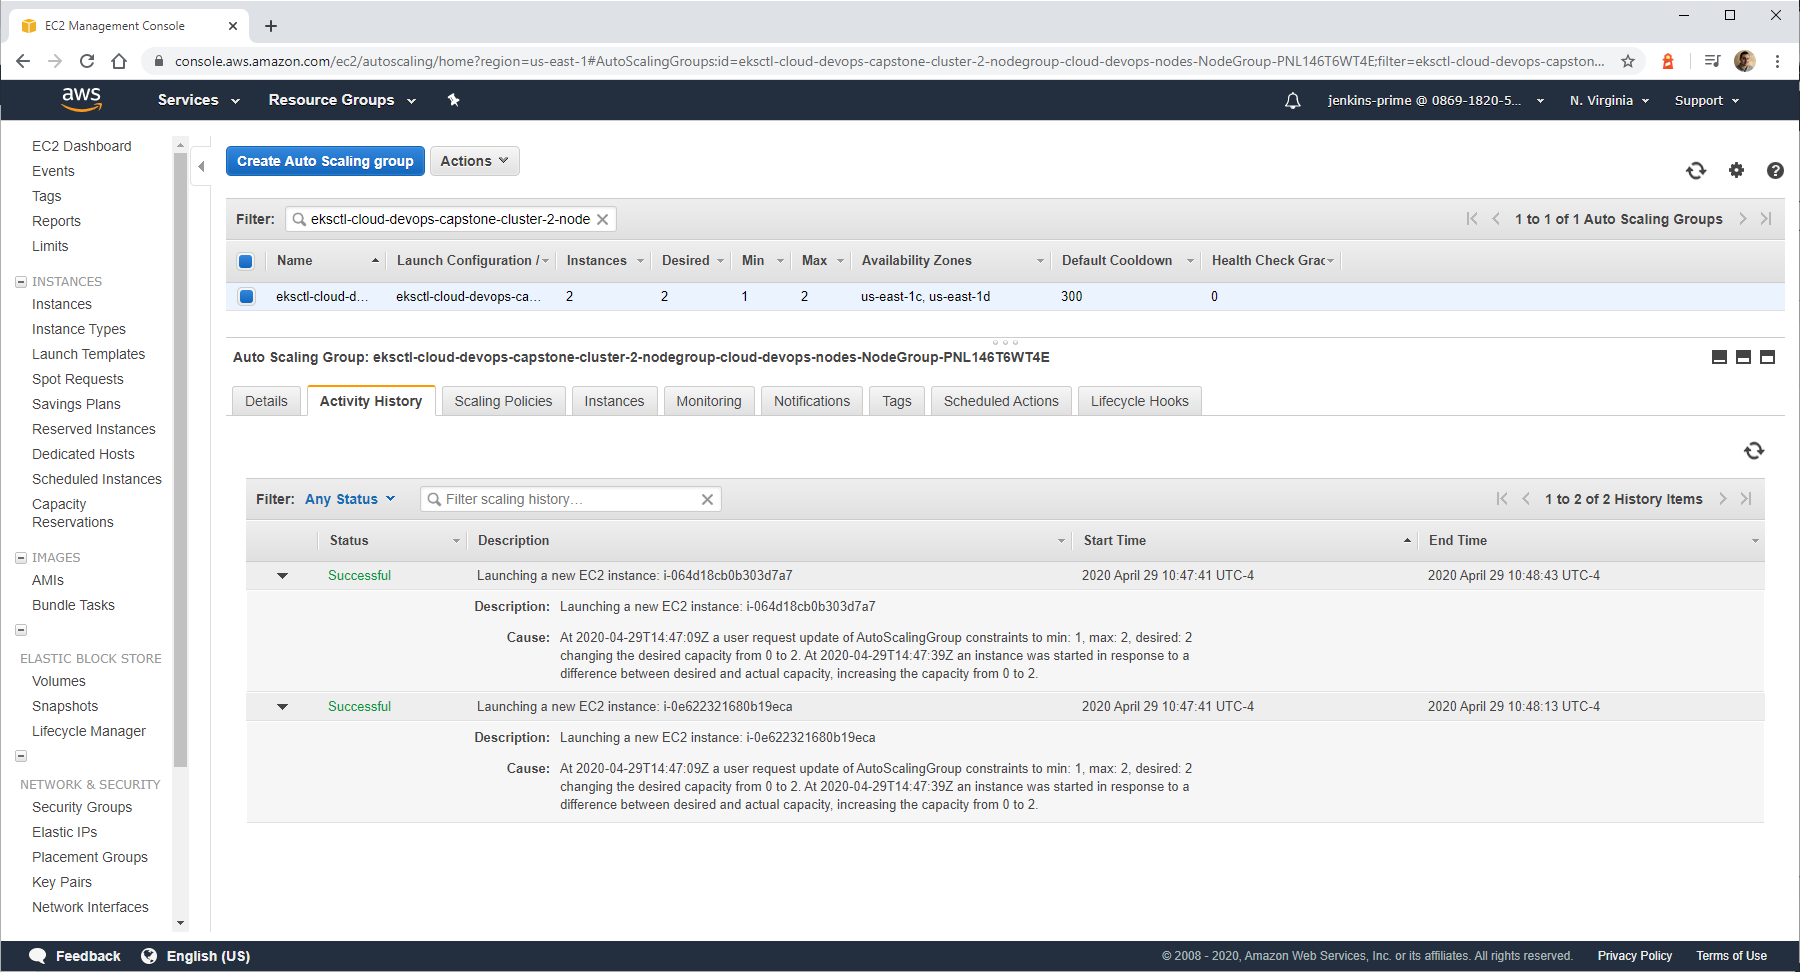 EC2 Management Console
console.aws.amazon.com/ec2/autoscaling/home?region=us-east-1#AutoScalingGroups:id=eksctl-cloud-devops-capstone-cluster-2-nodegroup-cloud-devops-nodes-NodeGroup-PNL146T6WT4E;filter=eksctl-cloud-devops-capston...
aws Services Resource Groups jenkins-prime @ 0869-1820-5... N. Virginia Support
EC2 Dashboard
Events
Tags
Reports
Limits
INSTANCES
Instances
Instance Types
Launch Templates
Spot Requests
Savings Plans
Reserved Instances
Dedicated Hosts
Scheduled Instances
Capacity
Reservations
IMAGES
AMIs
Bundle Tasks
ELASTIC BLOCK STORE
Volumes
Snapshots
Lifecycle Manager
NETWORK & SECURITY
Security Groups
Elastic IPs
Placement Groups
Key Pairs
Network Interfaces
Create Auto Scaling group Actions
Filter: eksctl-cloud-devops-capstone-cluster-2-node 1 to 1 of 1 Auto Scaling Groups
Name Launch Configuration / Instances Desired Min Max Availability Zones Default Cooldown Health Check Grac
eksctl-cloud-d... eksctl-cloud-devops-ca... 2 2 1 2 us-east-1c, us-east-1d 300 0
Auto Scaling Group: eksctl-cloud-devops-capstone-cluster-2-nodegroup-cloud-devops-nodes-NodeGroup-PNL146T6WT4E
Details Activity History Scaling Policies Instances Monitoring Notifications Tags Scheduled Actions Lifecycle Hooks
Filter: Any Status Filter scaling history... 1 to 2 of 2 History Items
Status Description Start Time End Time
Successful Launching a new EC2 instance: i-064d18cb0b303d7a7 2020 April 29 10:47:41 UTC-4 2020 April 29 10:48:43 UTC-4
Description: Launching a new EC2 instance: i-064d18cb0b303d7a7
Cause: At 2020-04-29T14:47:09Z a user request update of AutoScalingGroup constraints to min: 1, max: 2, desired: 2
changing the desired capacity from 0 to 2. At 2020-04-29T14:47:39Z an instance was started in response to a
difference between desired and actual capacity, increasing the capacity from 0 to 2.
Successful Launching a new EC2 instance: i-0e622321680b19eca 2020 April 29 10:47:41 UTC-4 2020 April 29 10:48:13 UTC-4
Description: Launching a new EC2 instance: i-0e622321680b19eca
Cause: At 2020-04-29T14:47:09Z a user request update of AutoScalingGroup constraints to min: 1, max: 2, desired: 2
changing the desired capacity from 0 to 2. At 2020-04-29T14:47:39Z an instance was started in response to a
difference between desired and actual capacity, increasing the capacity from 0 to 2.
Feedback English (US) © 2008 - 2020, Amazon Web Services, Inc. or its affiliates. All rights reserved. Privacy Policy Terms of Use